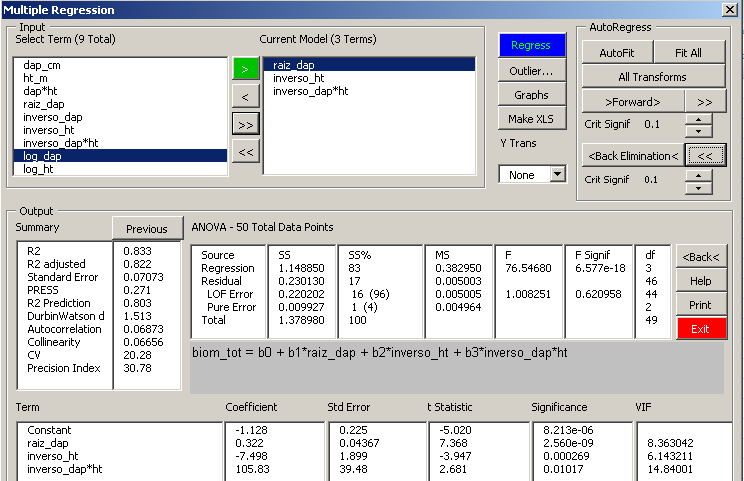 Multiple Regression
Input
Select Term (9 Total)
Current Model (3 Terms)
dap_cm
ht_m
dap*ht
raiz_dap
inverso_dap
inverso_ht
inverso_dap*ht
log_dap
log_ht
>
<
>>
<<
raiz_dap
inverso_ht
inverso_dap*ht
Regress
Outlier...
Graphs
Make XLS
Y Trans
None
AutoRegress
AutoFit
Fit All
All Transforms
>Forward>
>>
Crit Signif 0.1
<Back Elimination<
<<
Crit Signif 0.1
Output
Summary
Previous
R2 0.833
R2 adjusted 0.822
Standard Error 0.07073
PRESS 0.271
R2 Prediction 0.803
DurbinWatson d 1.513
Autocorrelation 0.06873
Collinearity 0.06656
CV 20.28
Precision Index 30.78
ANOVA - 50 Total Data Points
Source SS SS% MS F F Signif df
Regression 1.148850 83 0.382950 76.54680 6.577e-18 3
Residual 0.230130 17 0.005003 46
LOF Error 0.220202 16 (96) 0.005005 1.008251 0.620958 44
Pure Error 0.009927 1 (4) 0.004964 2
Total 1.378980 100 49
<Back<
Help
Print
Exit
biom_tot = b0 + b1*raiz_dap + b2*inverso_ht + b3*inverso_dap*ht
Term Coefficient Std Error t Statistic Significance VIF
Constant -1.128 0.225 -5.020 8.213e-06
raiz_dap 0.322 0.04367 7.368 2.560e-09 8.363042
inverso_ht -7.498 1.899 -3.947 0.000269 6.143211
inverso_dap*ht 105.83 39.48 2.681 0.01017 14.84001